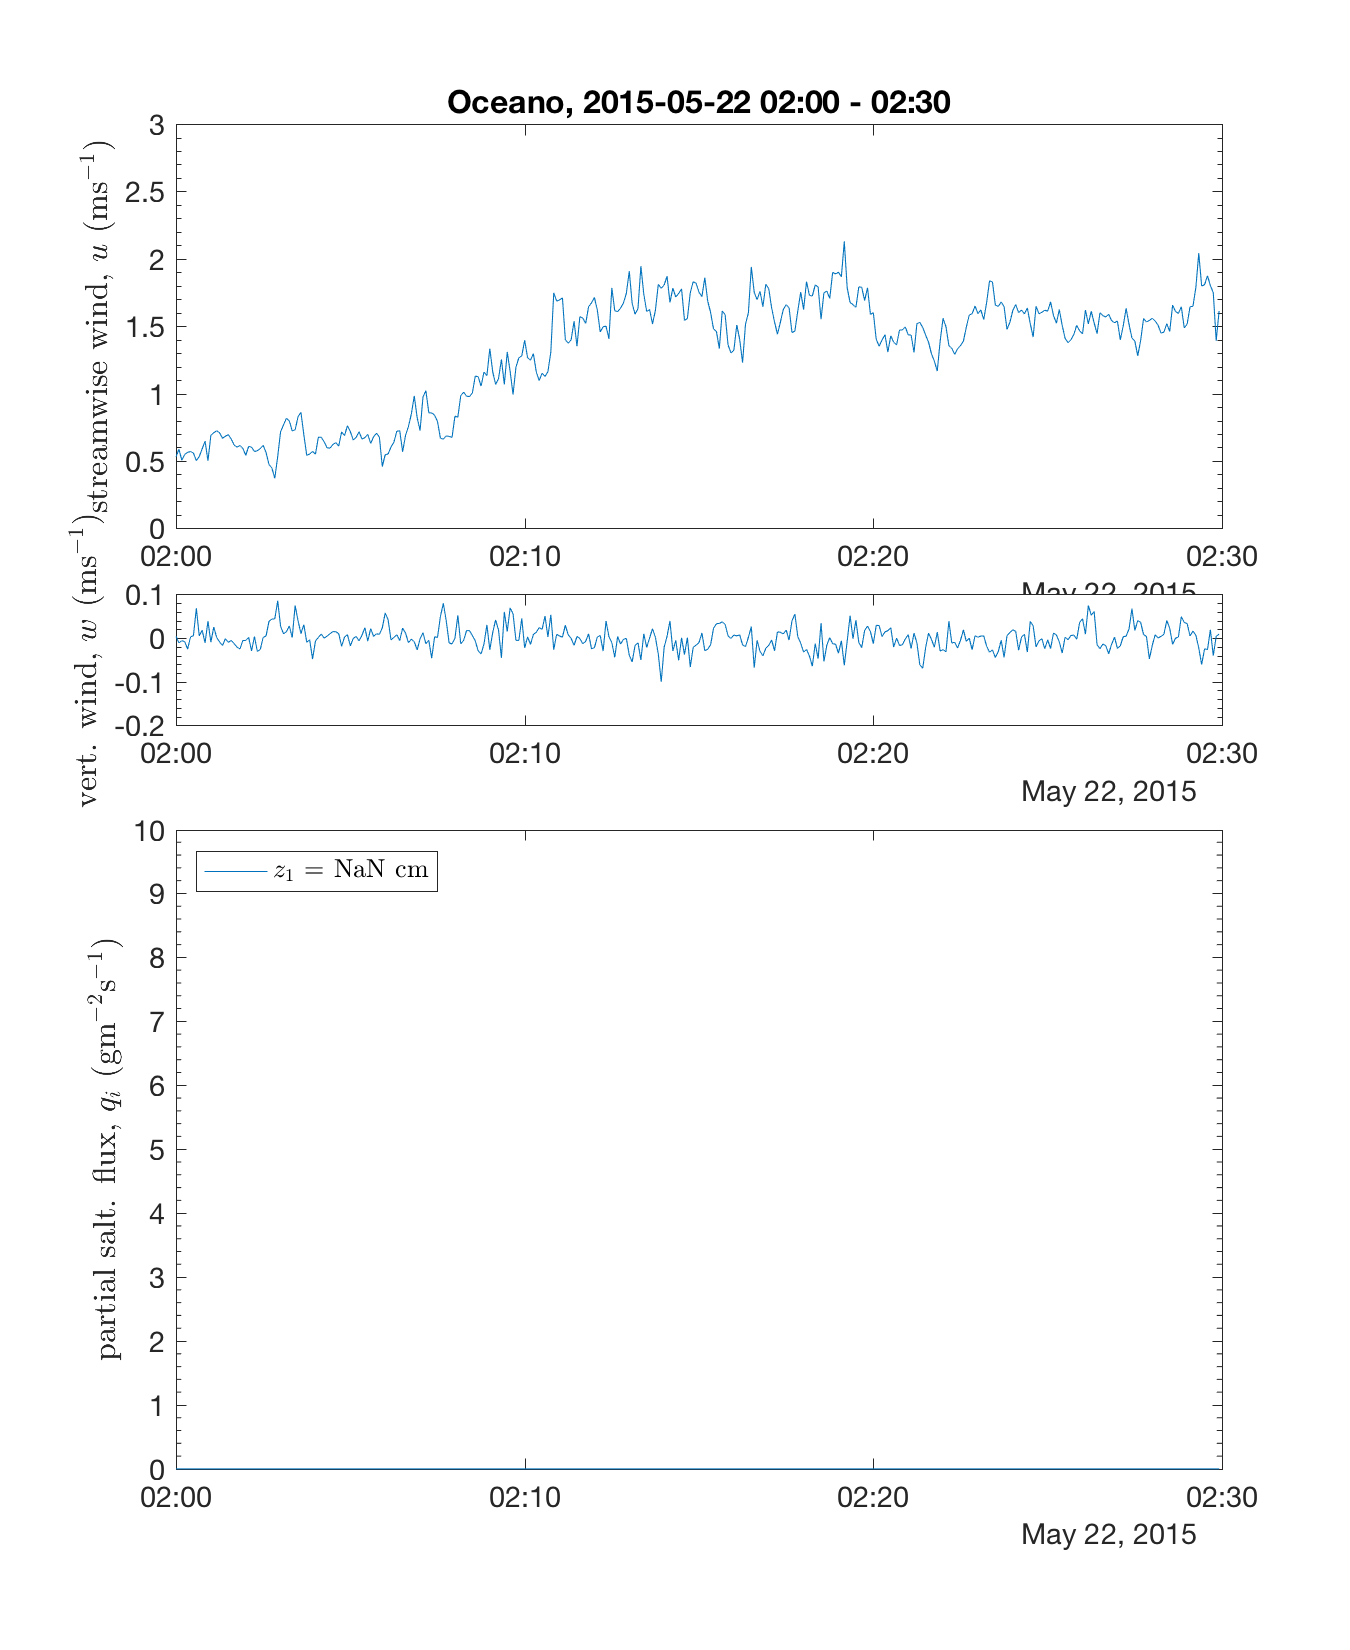 Oceano, 2015-05-22 02:00 - 02:30
streamwise wind, u (ms⁻¹)
3
2.5
2
1.5
1
0.5
0
02:00 02:10 02:20 02:30
May 22, 2015
vert. wind, w (ms⁻¹)
0.1
0
-0.1
-0.2
02:00 02:10 02:20 02:30
May 22, 2015
partial salt. flux, qᵢ (gm⁻²s⁻¹)
10
z₁ = NaN cm
9
8
7
6
5
4
3
2
1
0
02:00 02:10 02:20 02:30
May 22, 2015